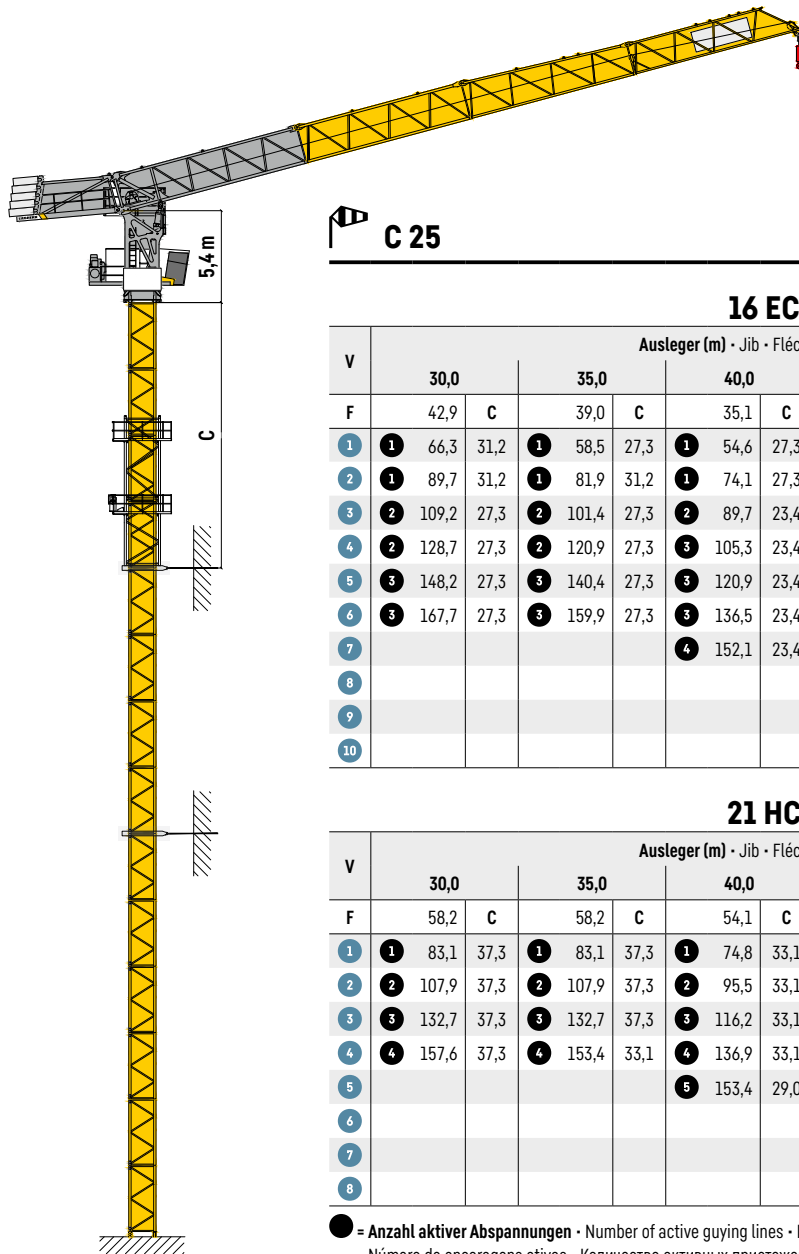 5,4 m
C
C 25
16 EC
V Ausleger (m) · Jib · Fléc
30,0 35,0 40,0
F 42,9 C 39,0 C 35,1 C
1 1 66,3 31,2 1 58,5 27,3 1 54,6 27,3
2 1 89,7 31,2 1 81,9 31,2 1 74,1 27,3
3 2 109,2 27,3 2 101,4 27,3 2 89,7 23,4
4 2 128,7 27,3 2 120,9 27,3 3 105,3 23,4
5 3 148,2 27,3 3 140,4 27,3 3 120,9 23,4
6 3 167,7 27,3 3 159,9 27,3 3 136,5 23,4
7 4 152,1 23,4
8
9
10
21 HC
V Ausleger (m) · Jib · Fléc
30,0 35,0 40,0
F 58,2 C 58,2 C 54,1 C
1 1 83,1 37,3 1 83,1 37,3 1 74,8 33,1
2 2 107,9 37,3 2 107,9 37,3 2 95,5 33,1
3 3 132,7 37,3 3 132,7 37,3 3 116,2 33,1
4 4 157,6 37,3 4 153,4 33,1 4 136,9 33,1
5 5 153,4 29,0
6
7
8
= Anzahl aktiver Abspannungen · Number of active guying lines ·